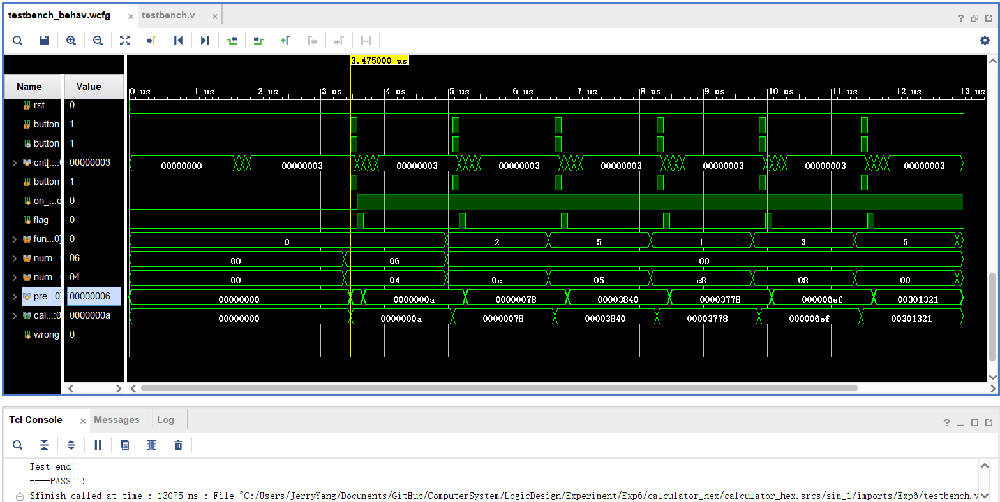 testbench_behav.wcfg × testbench.v ×
3.475000 us
Name Value
0 us 1 us 2 us 3 us 4 us 5 us 6 us 7 us 8 us 9 us 10 us 11 us 12 us 13 us
rst 0
button 1
button_ 1
cnt[...:0 00000003 00000000 00000003 00000003 00000003 00000003 00000003 00000003 00000003
button 1
on_...o 0
flag 0
fun...0] 0 0 2 5 1 3 5
num...0 06 00 06 00
num...0 04 00 04 0c 05 c8 08 00
pre...0] 00000006 00000000 0000000a 00000078 00003840 00003778 000006ef 00301321
cal...:0 0000000a 00000000 0000000a 00000078 00003840 00003778 000006ef 00301321
wrong 0
Tcl Console × Messages Log
Test end!
----PASS!!!
$finish called at time : 13075 ns : File "C:/Users/JerryYang/Documents/GitHub/ComputerSystem/LogicDesign/Experiment/Exp6/calculator_hex/calculator_hex.srcs/sim_1/imports/Exp6/testbench.v